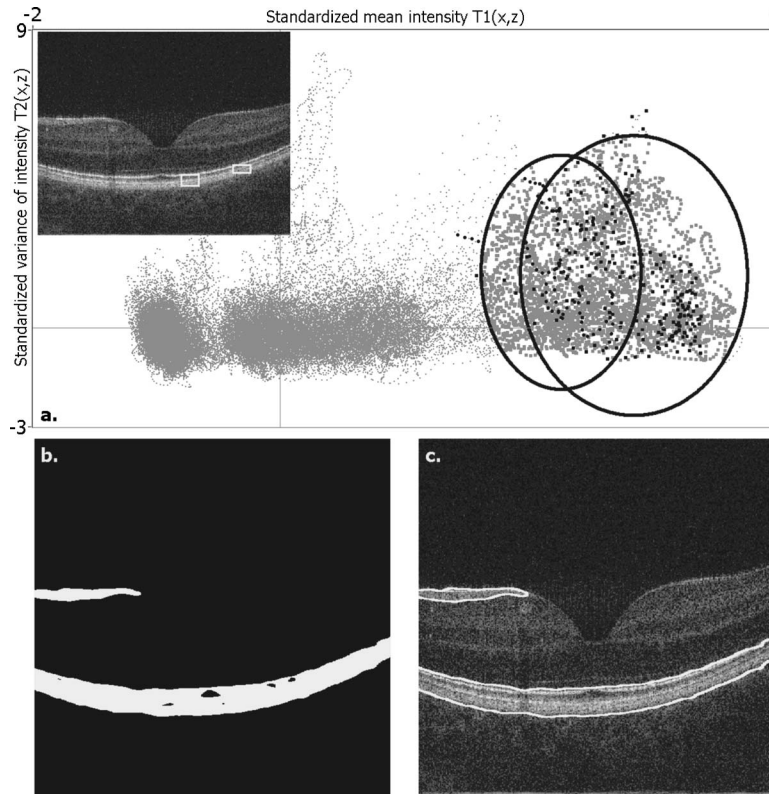 -2
Standardized mean intensity T1(x,z)
9
Standardized variance of intensity T2(x,z)
-3
a.
b.
c.